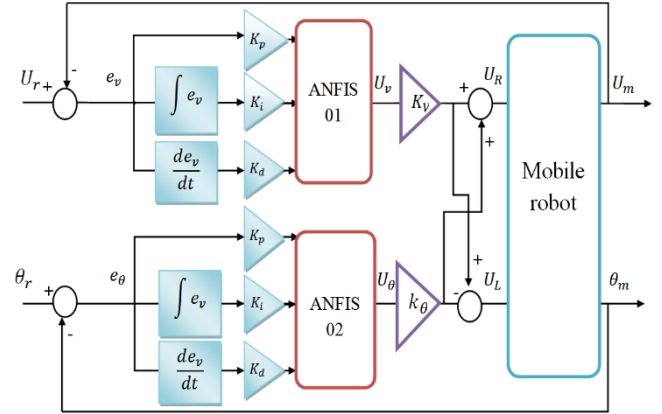 U_r + - e_v K_p
∫ e_v K_i
de_v/dt K_d
ANFIS
01
U_v K_v + + U_R U_m
Mobile
robot
θ_r + - e_θ K_p
∫ e_v K_i
de_v/dt K_d
ANFIS
02
U_θ k_θ + - U_L θ_m